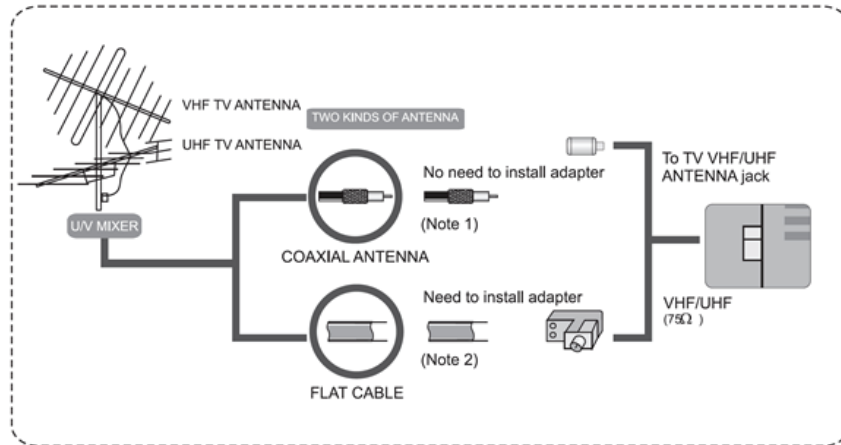 VHF TV ANTENNA
TWO KINDS OF ANTENNA
UHF TV ANTENNA
U/V MIXER
No need to install adapter
(Note 1)
COAXIAL ANTENNA
To TV VHF/UHF
ANTENNA jack
Need to install adapter
(Note 2)
FLAT CABLE
VHF/UHF
(75Ω )